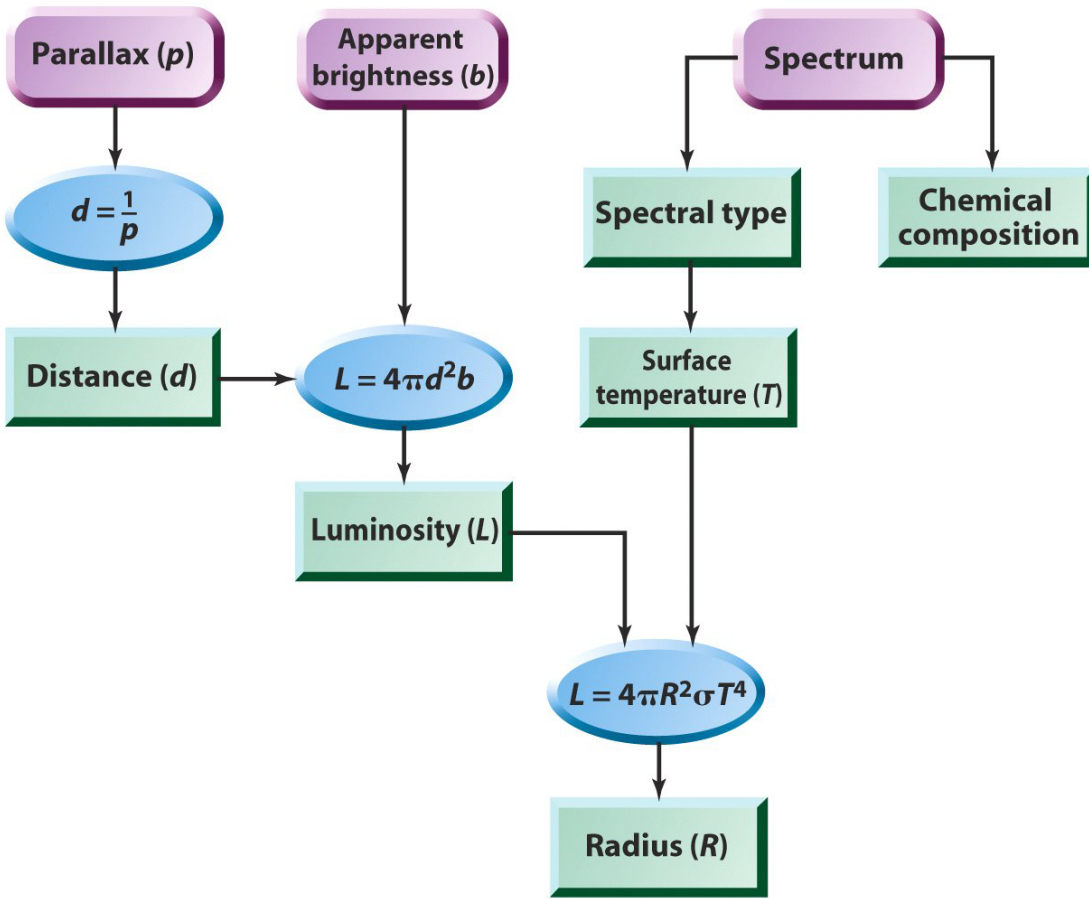 Parallax (p)
Apparent
brightness (b)
Spectrum
d = 1/p
Spectral type
Chemical
composition
Distance (d)
L = 4πd²b
Surface
temperature (T)
Luminosity (L)
L = 4πR²σT⁴
Radius (R)